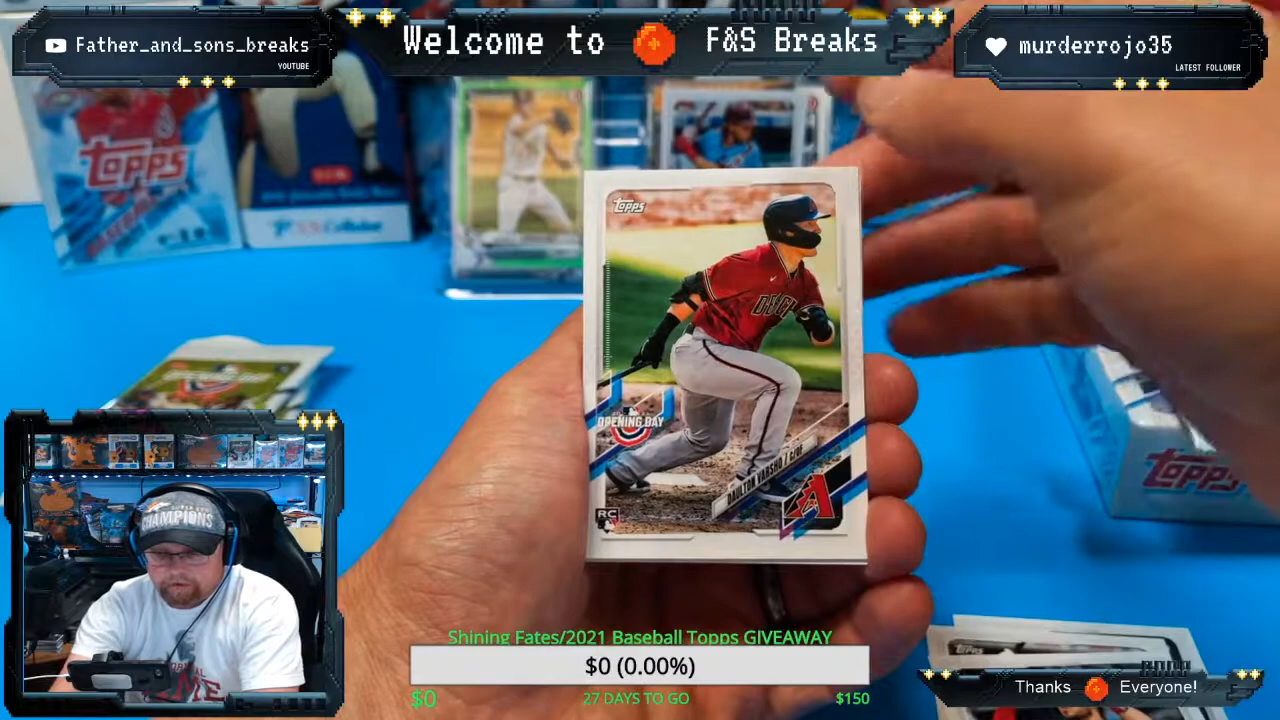 Father_and_sons_breaks
YOUTUBE
Welcome to F&S Breaks
murderrojo35
LATEST FOLLOWER
Topps
Topps
OPENING DAY
DAULTON VARSHO / C/OF
RC
Topps
Topps
CHAMPIONS
Shining Fates/2021 Baseball Topps GIVEAWAY
$0 (0.00%)
$0
27 DAYS TO GO
$150
Thanks Everyone!